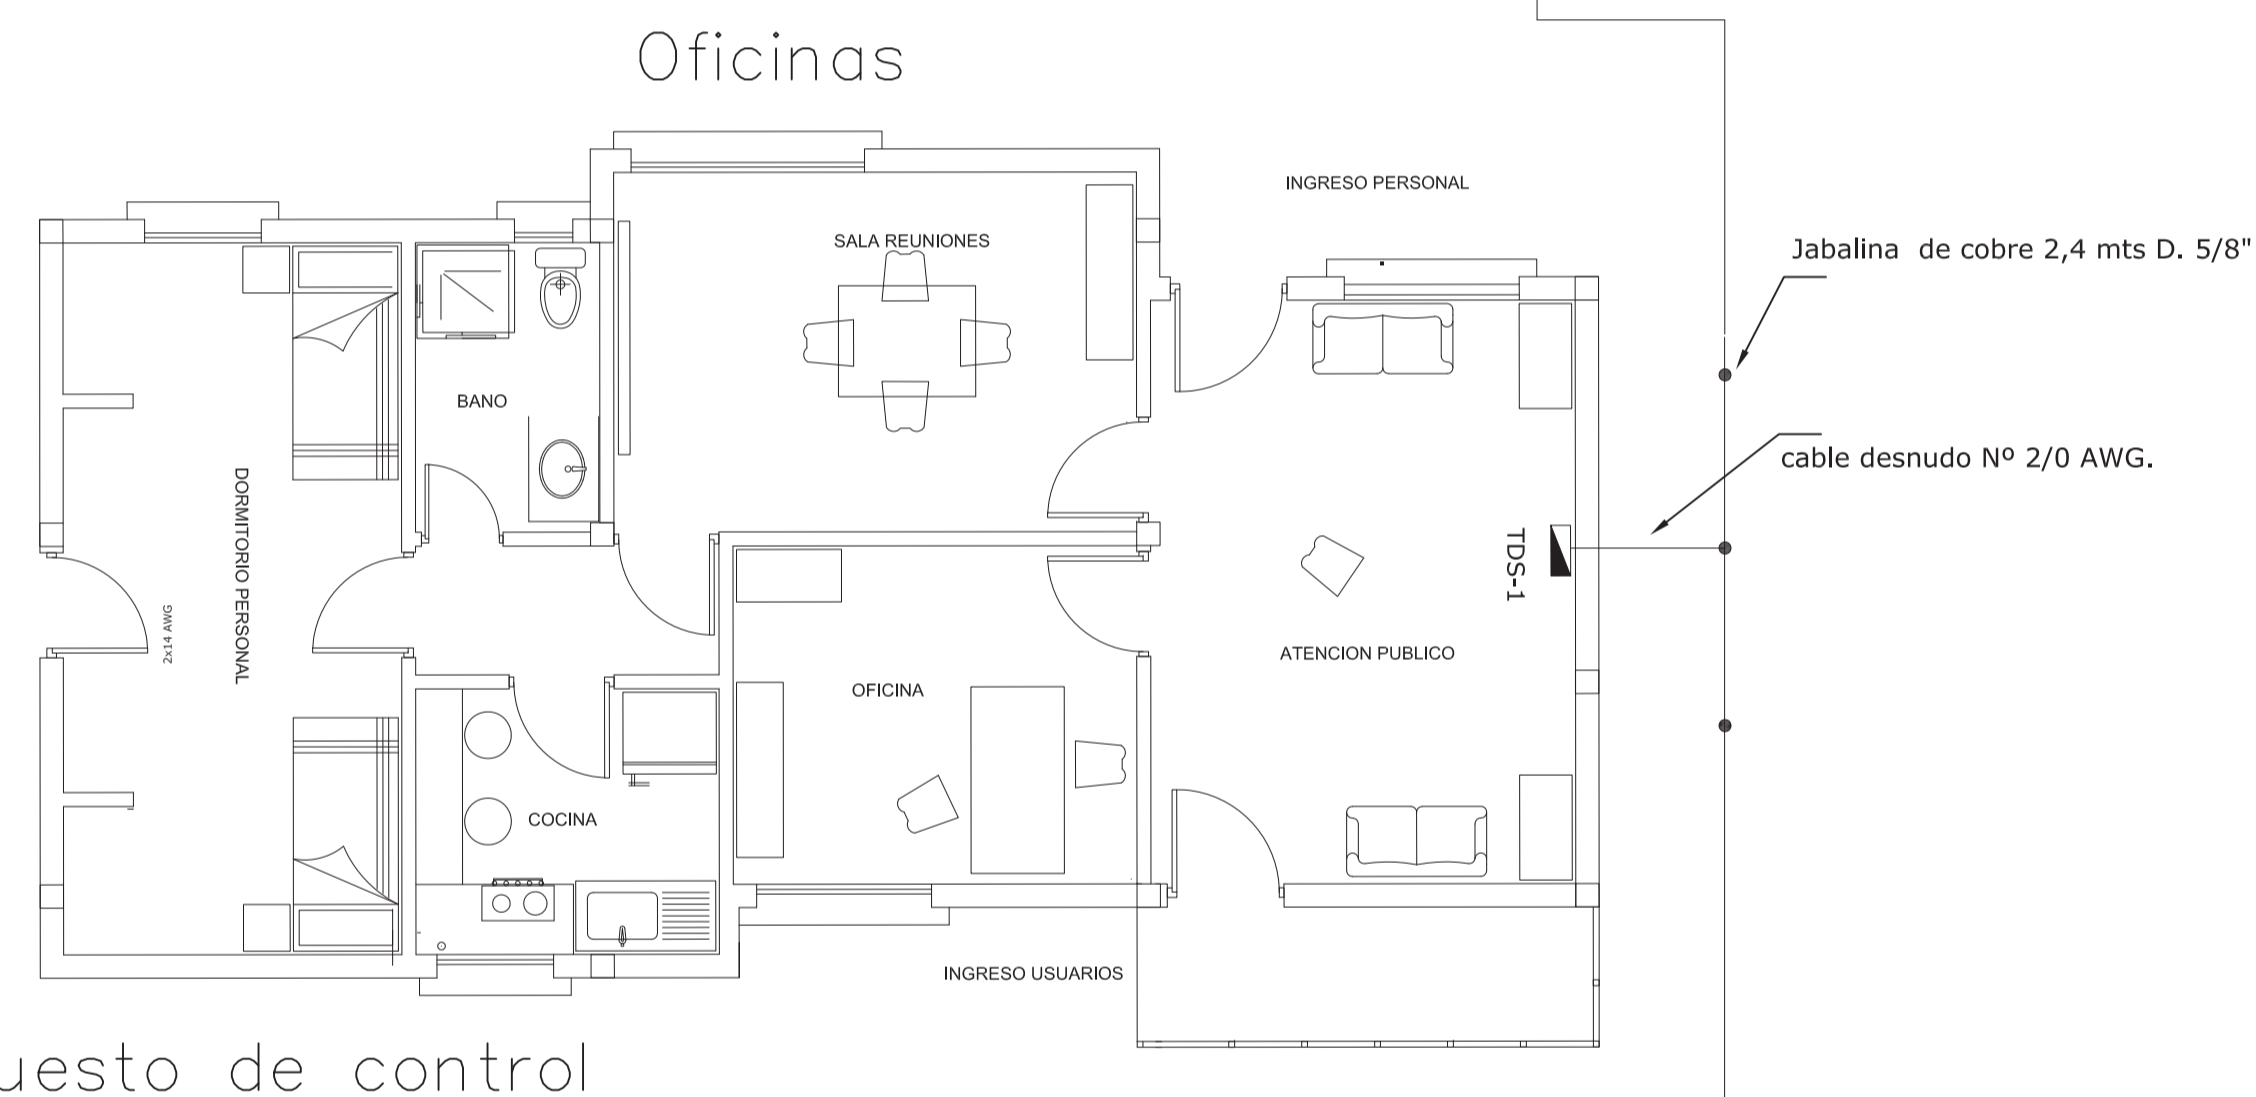 Oficinas
INGRESO PERSONAL
SALA REUNIONES
Jabalina de cobre 2,4 mts D. 5/8"
BANO
cable desnudo Nº 2/0 AWG.
DORMITORIO PERSONAL
2x14 AWG
TDS-1
ATENCION PUBLICO
OFICINA
COCINA
INGRESO USUARIOS
uesto de control